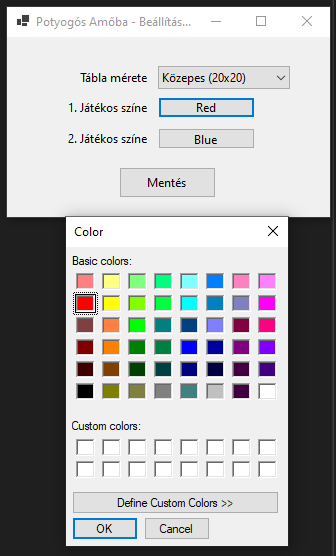 Potyogós Amőba - Beállítás...
Tábla mérete Közepes (20x20)
1. Játékos színe Red
2. Játékos színe Blue
Mentés
Color
Basic colors:
Custom colors:
Define Custom Colors >>
OK Cancel